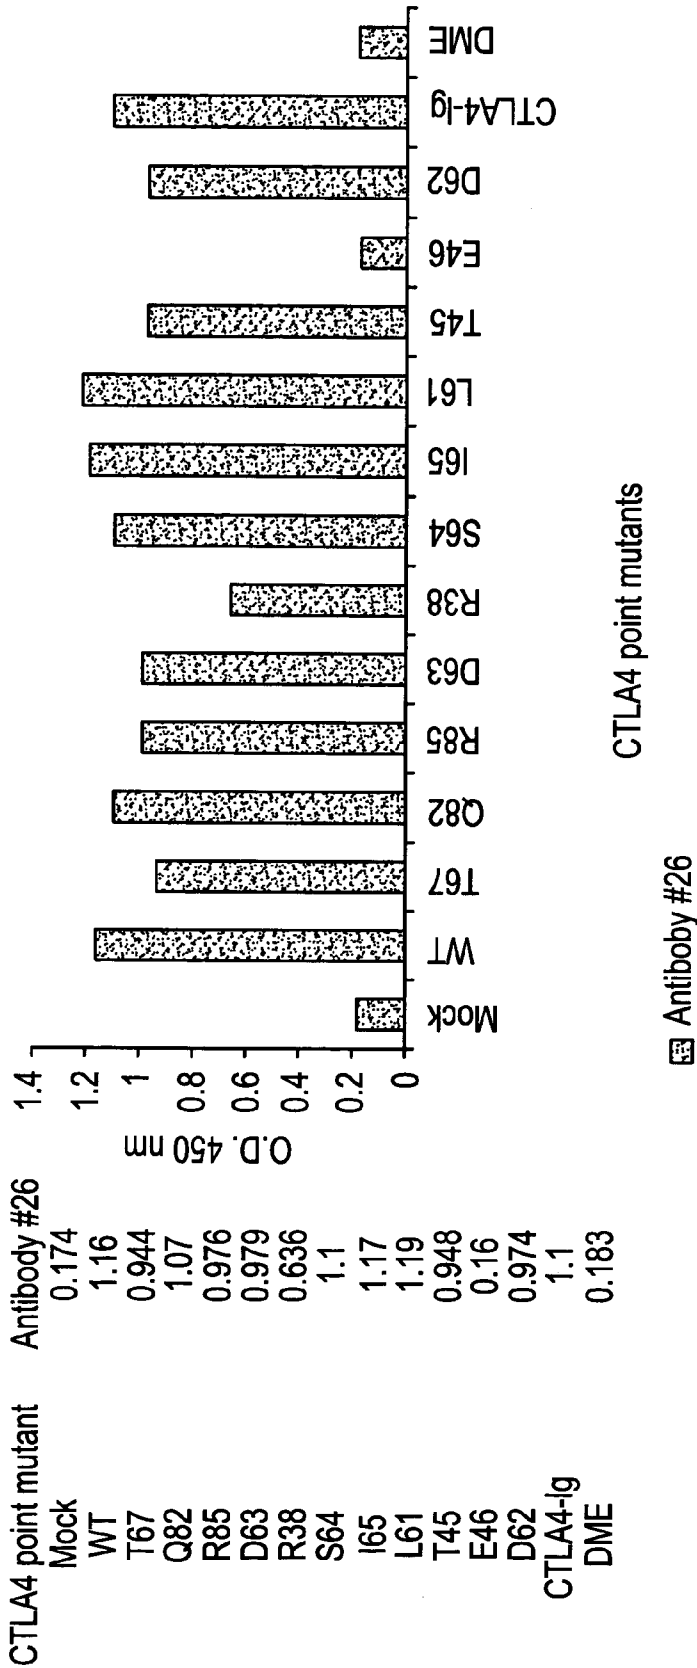 CTLA4 point mutant Antibody #26
Mock 0.174
WT 1.16
T67 0.944
Q82 1.07
R85 0.976
D63 0.979
R38 0.636
S64 1.1
I65 1.17
L61 1.19
T45 0.948
E46 0.16
D62 0.974
CTLA4-Ig 1.1
DME 0.183
O.D. 450 nm
1.4
1.2
1
0.8
0.6
0.4
0.2
0
Mock
WT
T67
Q82
R85
D63
R38
S64
I65
L61
T45
E46
D62
CTLA4-Ig
DME
CTLA4 point mutants
Antiboby #26